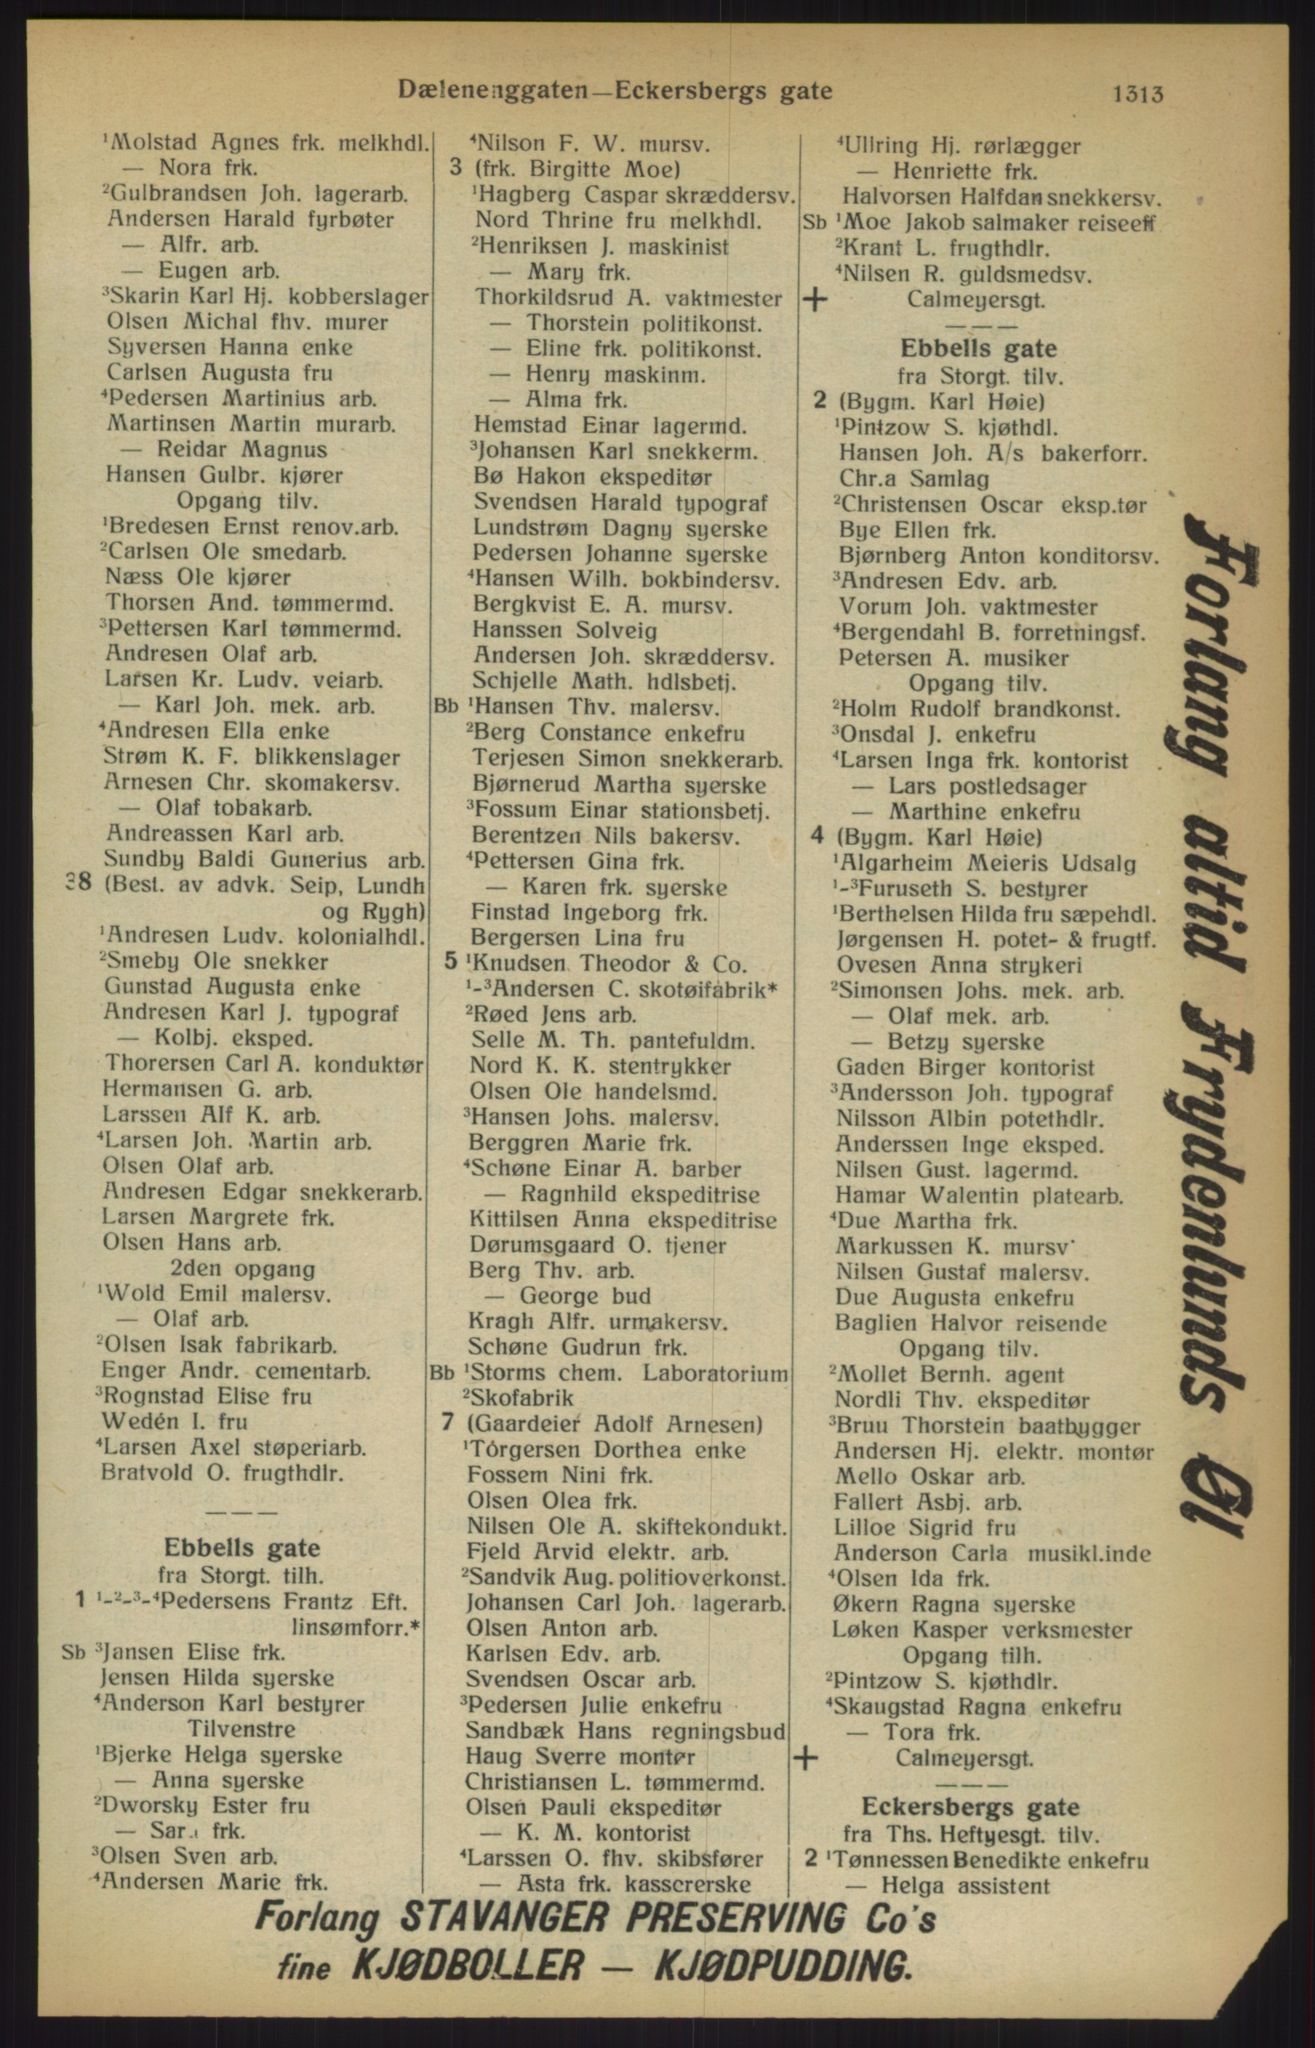 Dælenenggaten—Eckersbergs gate 1313
¹Molstad Agnes frk. melkhdl.
— Nora frk.
²Gulbrandsen Joh. lagerarb.
Andersen Harald fyrbøter
— Alfr. arb.
— Eugen arb.
³Skarin Karl Hj. kobberslager
Olsen Michal fhv. murer
Syversen Hanna enke
Carlsen Augusta fru
⁴Pedersen Martinius arb.
Martinsen Martin murarb.
— Reidar Magnus
Hansen Gulbr. kjører
Opgang tilv.
¹Bredesen Ernst renov.arb.
²Carlsen Ole smedarb.
Næss Ole kjører
Thorsen And. tømmermd.
³Pettersen Karl tømmermd.
Andresen Olaf arb.
Larsen Kr. Ludv. veiarb.
— Karl Joh. mek. arb.
⁴Andresen Ella enke
Strøm K. F. blikkenslager
Arnesen Chr. skomakersv.
— Olaf tobakarb.
Andreassen Karl arb.
Sundby Baldi Gunerius arb.
38 (Best. av advk. Seip, Lundh
og Rygh)
¹Andresen Ludv. kolonialhdl.
²Smeby Ole snekker
Gunstad Augusta enke
Andresen Karl J. typograf
— Kolbj. eksped.
Thorersen Carl A. konduktør
Hermansen G. arb.
Larssen Alf K. arb.
⁴Larsen Joh. Martin arb.
Olsen Olaf arb.
Andresen Edgar snekkerarb.
Larsen Margrete frk.
Olsen Hans arb.
2den opgang
¹Wold Emil malersv.
— Olaf arb.
²Olsen Isak fabrikarb.
Enger Andr. cementarb.
³Rognstad Elise fru
Wedén I. fru
⁴Larsen Axel støperiarb.
Bratvold O. frugthdlr.
— — —
Ebbells gate
fra Storgt. tilh.
1 ¹-²-³-⁴Pedersens Frantz Eft.
linsømforr.*
Sb ³Jansen Elise frk.
Jensen Hilda syerske
⁴Anderson Karl bestyrer
Tilvenstre
¹Bjerke Helga syerske
— Anna syerske
²Dworsky Ester fru
— Sar. frk.
³Olsen Sven arb.
⁴Andersen Marie frk.
⁴Nilson F. W. mursv.
3 (frk. Birgitte Moe)
¹Hagberg Caspar skræddersv.
Nord Thrine fru melkhdl.
²Henriksen J. maskinist
— Mary frk.
Thorkildsrud A. vaktmester
— Thorstein politikonst.
— Eline frk. politikonst.
— Henry maskinm.
— Alma frk.
Hemstad Einar lagermd.
³Johansen Karl snekkerm.
Bø Hakon ekspeditør
Svendsen Harald typograf
Lundstrøm Dagny syerske
Pedersen Johanne syerske
⁴Hansen Wilh. bokbindersv.
Bergkvist E. A. mursv.
Hanssen Solveig
Andersen Joh. skræddersv.
Schjelle Math. hdlsbetj.
Bb ¹Hansen Thv. malersv.
²Berg Constance enkefru
Terjesen Simon snekkerarb.
Bjørnerud Martha syerske
³Fossum Einar stationsbetj.
Berentzen Nils bakersv.
⁴Pettersen Gina frk.
— Karen frk. syerske
Finstad Ingeborg frk.
Bergersen Lina fru
5 ¹Knudsen Theodor & Co.
¹-³Andersen C. skotøifabrik*
²Røed Jens arb.
Selle M. Th. pantefuldm.
Nord K. K. stentrykker
Olsen Ole handelsmd.
³Hansen Johs. malersv.
Berggren Marie frk.
⁴Schøne Einar A. barber
— Ragnhild ekspeditrise
Kittilsen Anna ekspeditrise
Dørumsgaard O. tjener
Berg Thv. arb.
— George bud
Kragh Alfr. urmakersv.
Schøne Gudrun frk.
Bb ¹Storms chem. Laboratorium
²Skofabrik
7 (Gaardeier Adolf Arnesen)
¹Torgersen Dorthea enke
Fossem Nini frk.
Olsen Olea frk.
Nilsen Ole A. skiftekondukt.
Fjeld Arvid elektr. arb.
²Sandvik Aug. politioverkonst.
Johansen Carl Joh. lagerarb.
Olsen Anton arb.
Karlsen Edv. arb.
Svendsen Oscar arb.
³Pedersen Julie enkefru
Sandbæk Hans regningsbud
Haug Sverre montør
Christiansen L. tømmermd.
Olsen Pauli ekspeditør
— K. M. kontorist
⁴Larssen O. fhv. skibsfører
— Asta frk. kassererske
⁴Ullring Hj. rørlægger
— Henriette frk.
Halvorsen Halfdan snekkersv.
Sb ¹Moe Jakob salmaker reiseeff
²Krant L. frugthdlr.
⁴Nilsen R. guldsmedsv.
+ Calmeyersgt.
— — —
Ebbells gate
fra Storgt. tilv.
2 (Bygm. Karl Høie)
¹Pintzow S. kjøthdl.
Hansen Joh. A/s bakerforr.
Chr.a Samlag
²Christensen Oscar eksp.tør
Bye Ellen frk.
Bjørnberg Anton konditorsv.
³Andresen Edv. arb.
Vorum Joh. vaktmester
⁴Bergendahl B. forretningsf.
Petersen A. musiker
Opgang tilv.
²Holm Rudolf brandkonst.
³Onsdal J. enkefru
⁴Larsen Inga frk. kontorist
— Lars postledsager
— Marthine enkefru
4 (Bygm. Karl Høie)
¹Algarheim Meieris Udsalg
¹-³Furuseth S. bestyrer
¹Berthelsen Hilda fru sæpehdl.
Jørgensen H. potet- & frugtf.
Ovesen Anna strykeri
²Simonsen Johs. mek. arb.
— Olaf mek. arb.
— Betzy syerske
Gaden Birger kontorist
³Andersson Joh. typograf
Nilsson Albin potethdlr.
Anderssen Inge eksped.
Nilsen Gust. lagermd.
Hamar Walentin platearb.
⁴Due Martha frk.
Markussen K. mursv
Nilsen Gustaf malersv.
Due Augusta enkefru
Baglien Halvor reisende
Opgang tilv.
²Mollet Bernh. agent
Nordli Thv. ekspeditør
³Bruu Thorstein baatbygger
Andersen Hj. elektr. montør
Mello Oskar arb.
Fallert Asbj. arb.
Lilloe Sigrid fru
Anderson Carla musikl.inde
⁴Olsen Ida frk.
Økern Ragna syerske
Løken Kasper verksmester
Opgang tilh.
²Pintzow S. kjøthdlr.
⁴Skaugstad Ragna enkefru
— Tora frk.
+ Calmeyersgt.
— — —
Eckersbergs gate
fra Ths. Heftyesgt. tilv.
2 ¹Tønnessen Benedikte enkefru
— Helga assistent
Forlang altid Frydenlunds Øl
Forlang STAVANGER PRESERVING Co's
fine KJØDBOLLER — KJØDPUDDING.